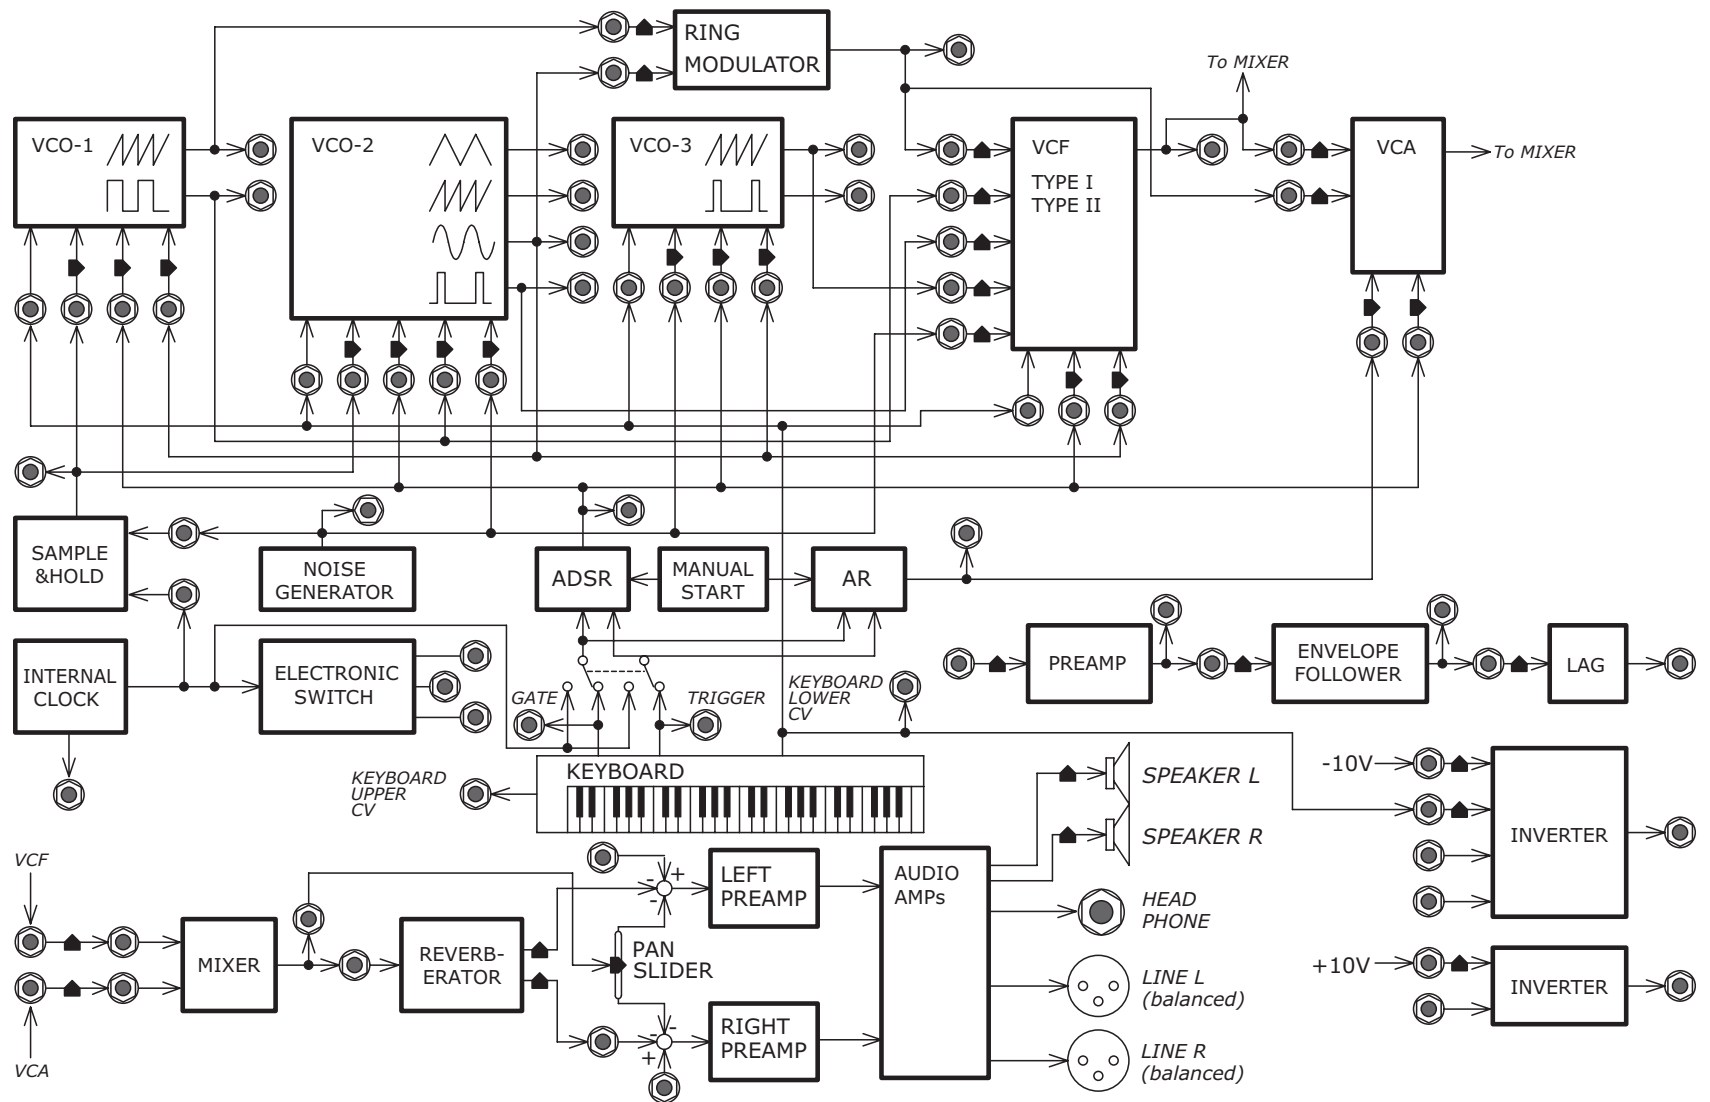 RING
MODULATOR
To MIXER
VCO-1
VCO-2
VCO-3
VCF
TYPE I
TYPE II
VCA
To MIXER
SAMPLE
&HOLD
NOISE
GENERATOR
ADSR
MANUAL
START
AR
INTERNAL
CLOCK
ELECTRONIC
SWITCH
GATE
TRIGGER
KEYBOARD
LOWER
CV
PREAMP
ENVELOPE
FOLLOWER
LAG
KEYBOARD
UPPER
CV
KEYBOARD
SPEAKER L
SPEAKER R
-10V
INVERTER
VCF
VCA
MIXER
REVERB-
ERATOR
- +
-
PAN
SLIDER
- -
+
LEFT
PREAMP
RIGHT
PREAMP
AUDIO
AMPs
HEAD
PHONE
LINE L
(balanced)
LINE R
(balanced)
+10V
INVERTER